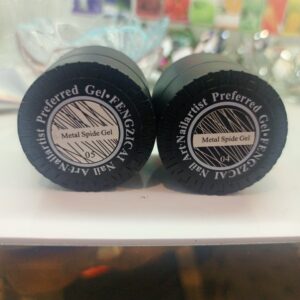 Nailartist Preferred Gel•FENGZICAI Nail Art•
Metal Spide Gel
05
Nailartist Preferred Gel•FENGZICAI Nail Art•
Metal Spide Gel
04